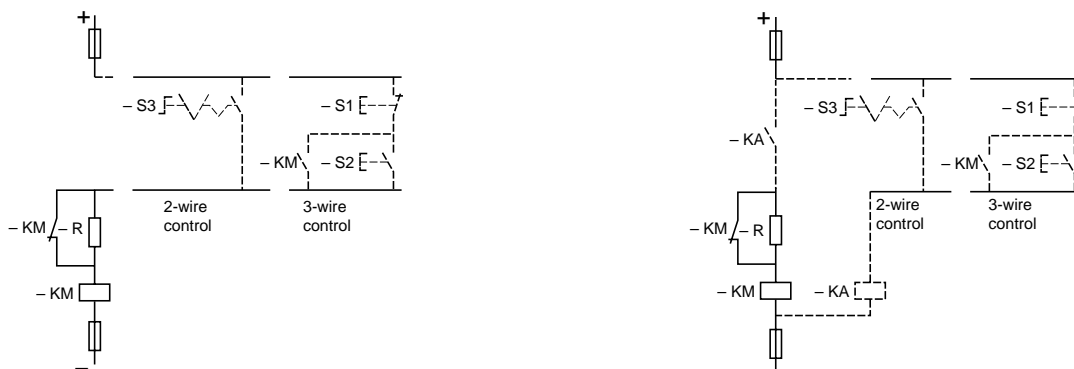 +
– S3
– S1
– KM
– S2
2-wire
control
3-wire
control
– KM
– R
– KM
–
+
– S3
– S1
– KA
– KM
– S2
2-wire
control
3-wire
control
– KM
– R
– KM
– KA